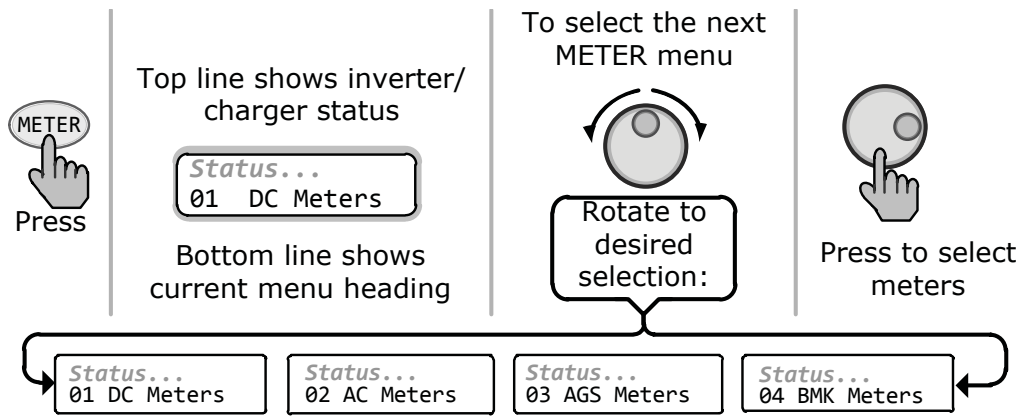 METER
Press
Top line shows inverter/
charger status
Status...
01  DC Meters
Bottom line shows
current menu heading
To select the next
METER menu
Rotate to
desired
selection:
Press to select
meters
Status...
01 DC Meters
Status...
02 AC Meters
Status...
03 AGS Meters
Status...
04 BMK Meters